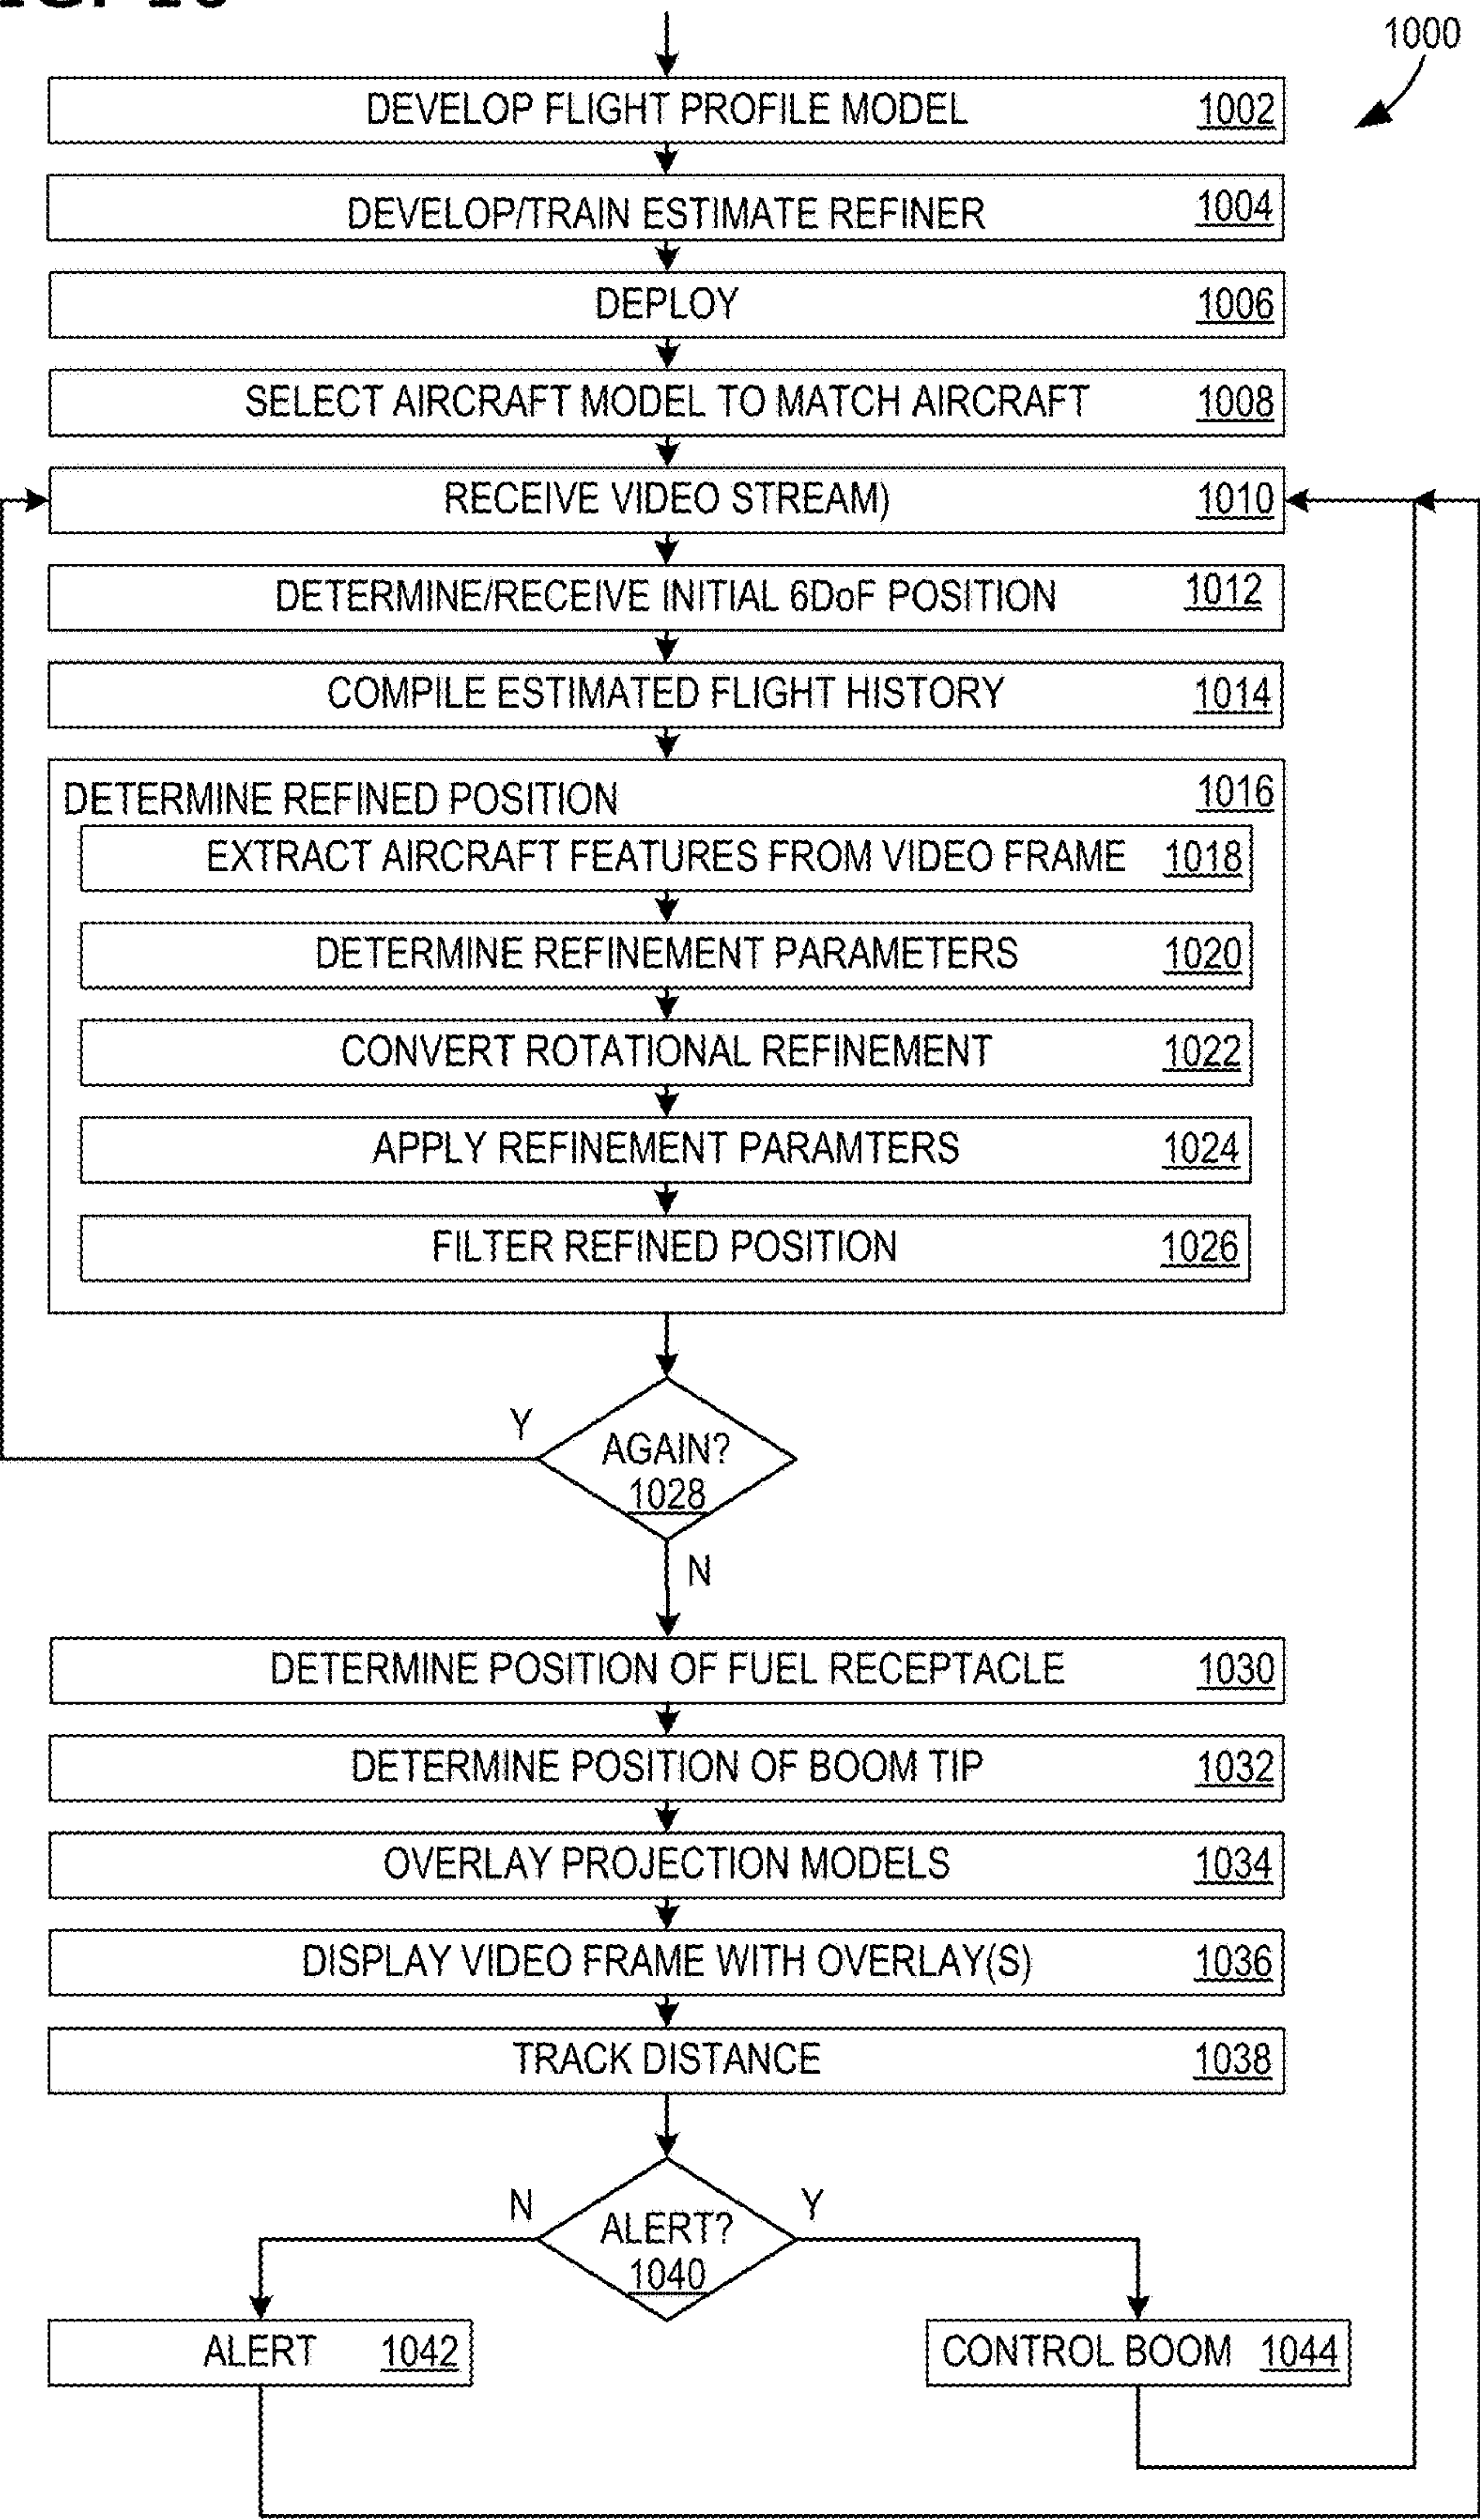 1000
DEVELOP FLIGHT PROFILE MODEL 1002
DEVELOP/TRAIN ESTIMATE REFINER 1004
DEPLOY 1006
SELECT AIRCRAFT MODEL TO MATCH AIRCRAFT 1008
RECEIVE VIDEO STREAM) 1010
DETERMINE/RECEIVE INITIAL 6DoF POSITION 1012
COMPILE ESTIMATED FLIGHT HISTORY 1014
DETERMINE REFINED POSITION 1016
EXTRACT AIRCRAFT FEATURES FROM VIDEO FRAME 1018
DETERMINE REFINEMENT PARAMETERS 1020
CONVERT ROTATIONAL REFINEMENT 1022
APPLY REFINEMENT PARAMTERS 1024
FILTER REFINED POSITION 1026
Y
AGAIN?
1028
N
DETERMINE POSITION OF FUEL RECEPTACLE 1030
DETERMINE POSITION OF BOOM TIP 1032
OVERLAY PROJECTION MODELS 1034
DISPLAY VIDEO FRAME WITH OVERLAY(S) 1036
TRACK DISTANCE 1038
N Y
ALERT?
1040
ALERT 1042
CONTROL BOOM 1044